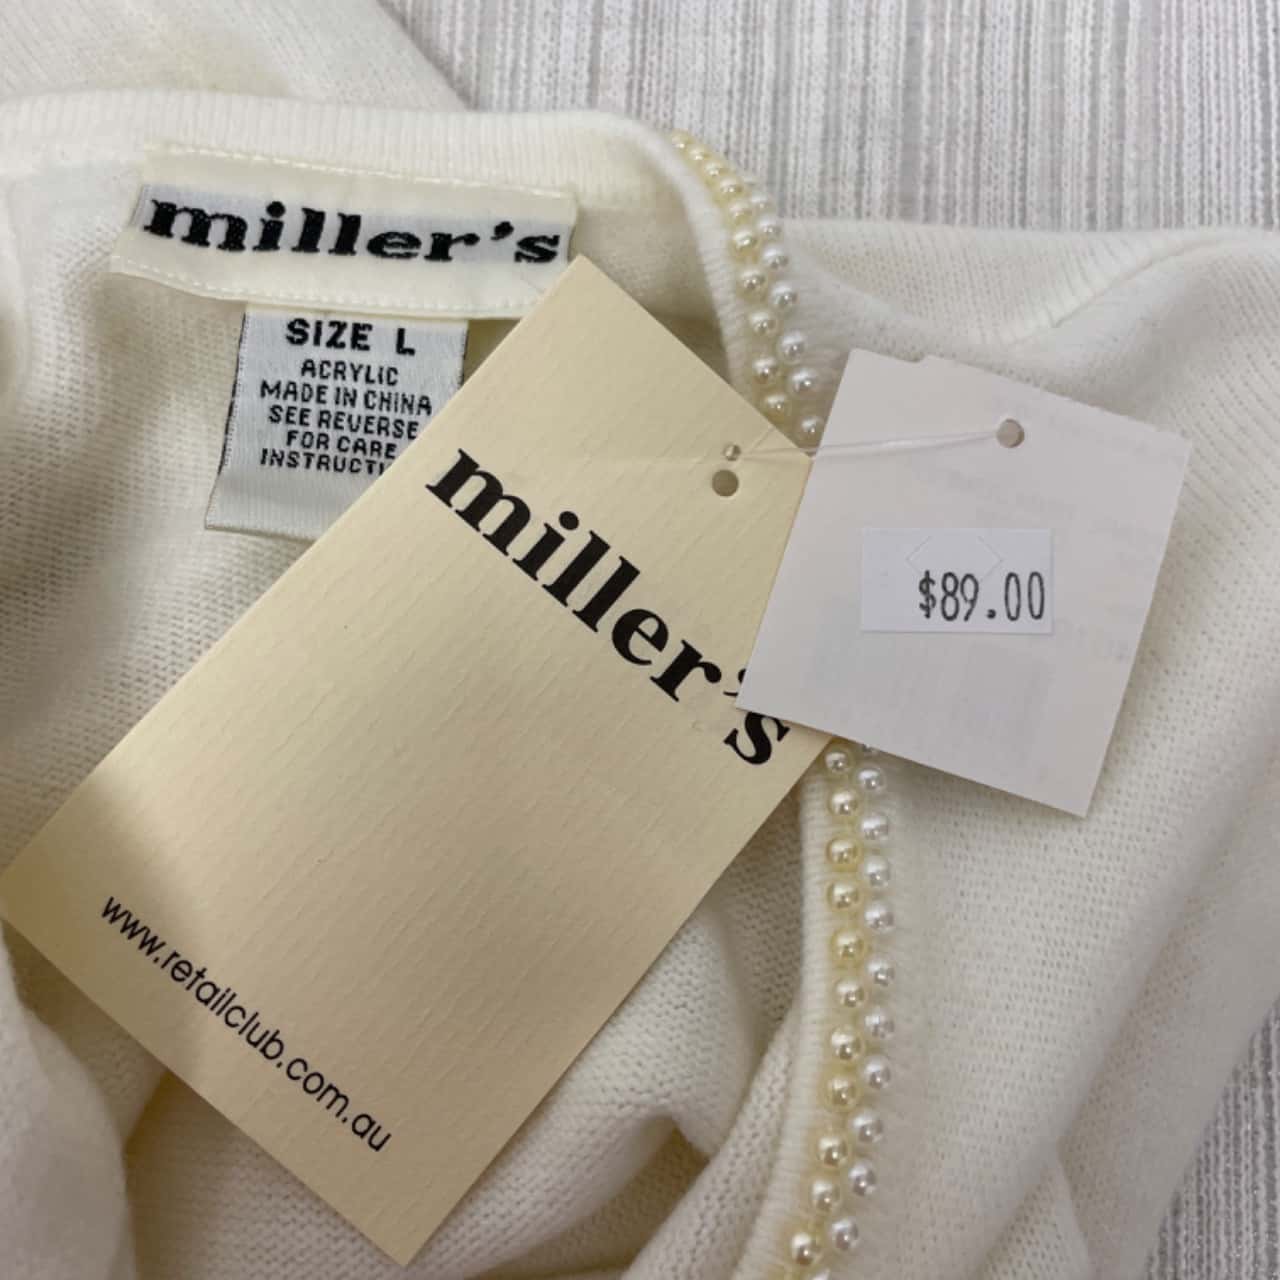 miller's
SIZE L
ACRYLIC
MADE IN CHINA
SEE REVERSE
FOR CARE
miller's
www.retailclub.com.au
$89.00